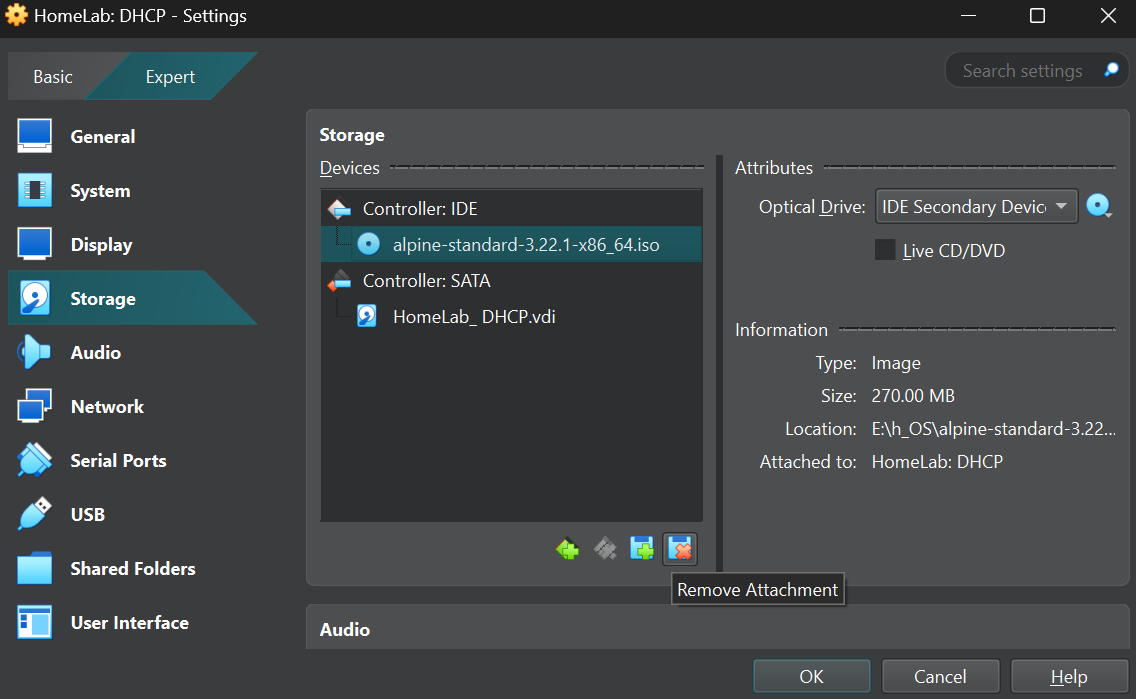 HomeLab: DHCP - Settings
Basic
Expert
Search settings
General
System
Display
Storage
Audio
Network
Serial Ports
USB
Shared Folders
User Interface
Storage
Devices
Controller: IDE
alpine-standard-3.22.1-x86_64.iso
Controller: SATA
HomeLab_ DHCP.vdi
Attributes
Optical Drive: IDE Secondary Devic
Live CD/DVD
Information
Type: Image
Size: 270.00 MB
Location: E:\h_OS\alpine-standard-3.22...
Attached to: HomeLab: DHCP
Remove Attachment
Audio
OK
Cancel
Help